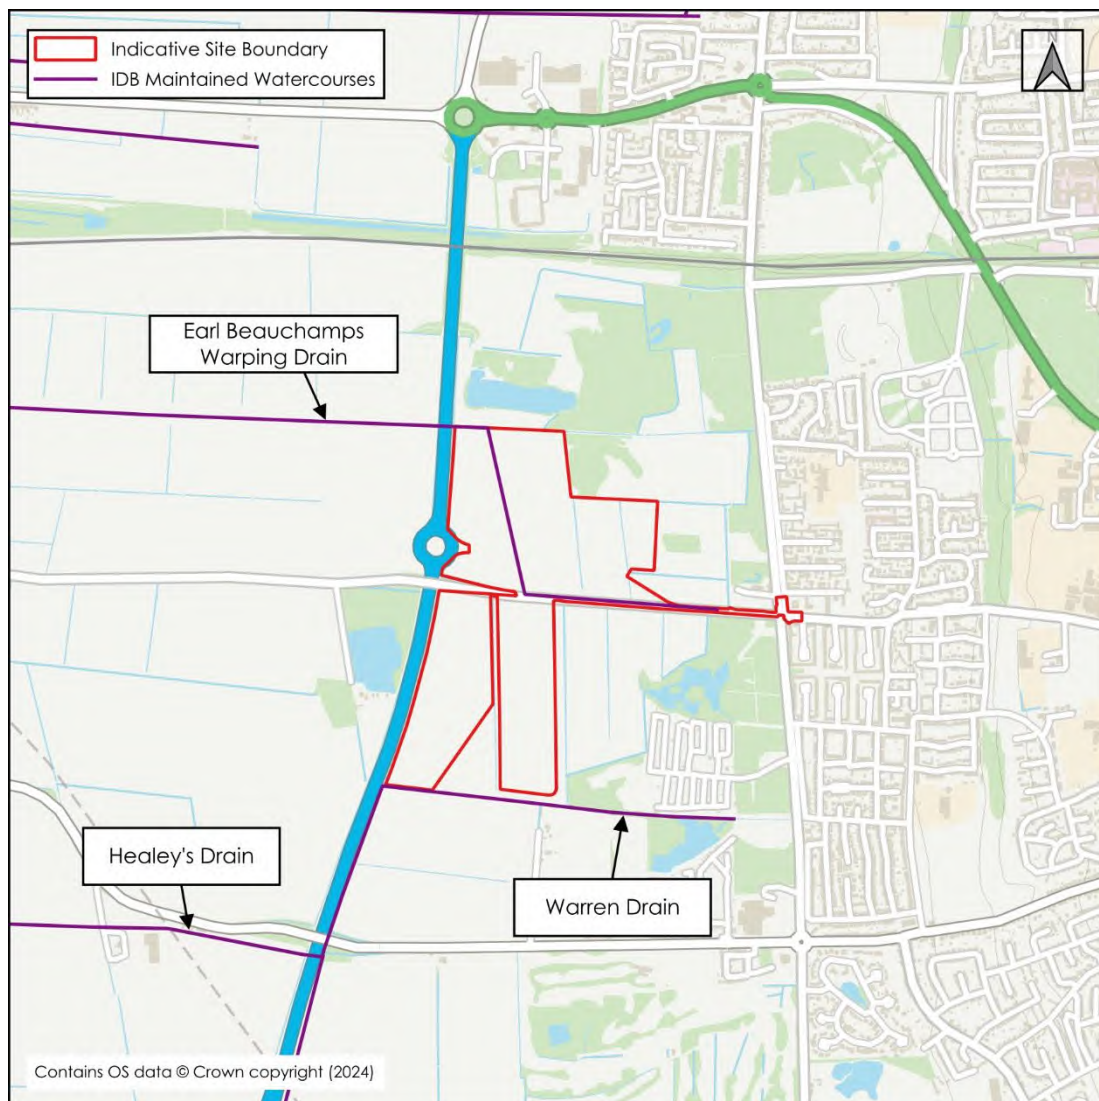 Indicative Site Boundary
IDB Maintained Watercourses
N
Earl Beauchamps
Warping Drain
Healey's Drain
Warren Drain
Contains OS data © Crown copyright (2024)